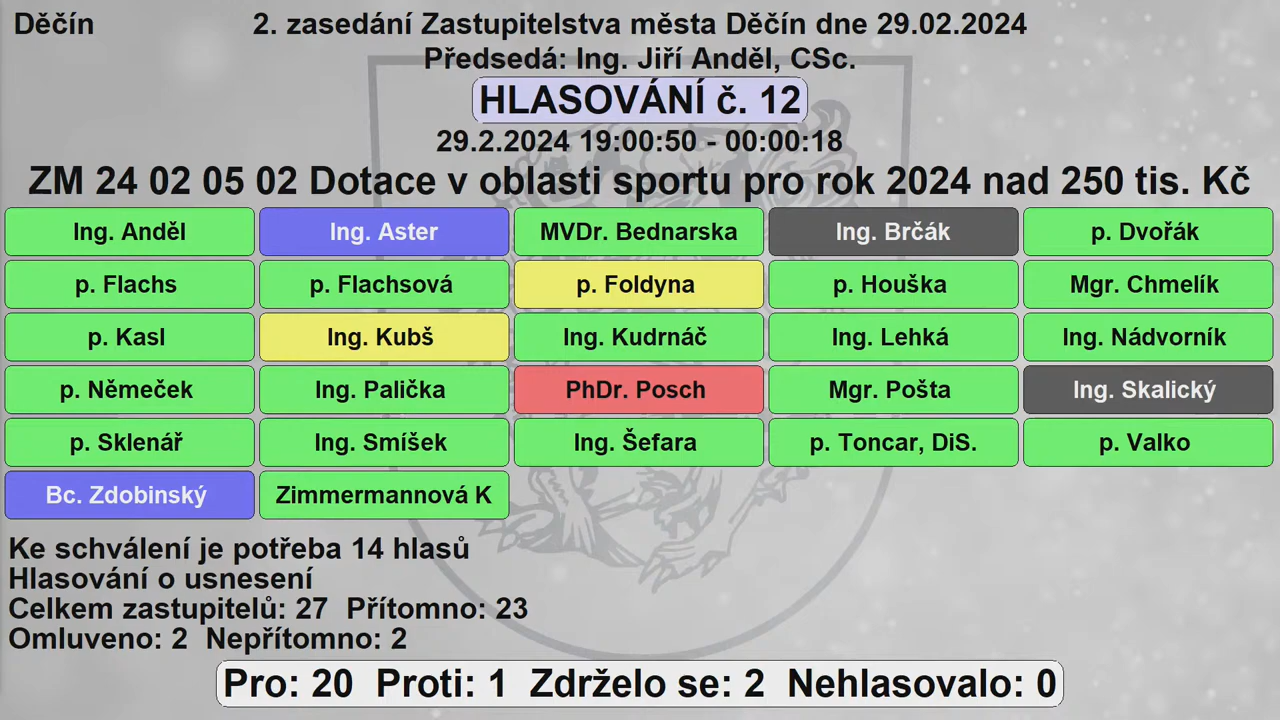 Děčín 2. zasedání Zastupitelstva města Děčín dne 29.02.2024
Předsedá: Ing. Jiří Anděl, CSc.
HLASOVÁNÍ č. 12
29.2.2024 19:00:50 - 00:00:18
ZM 24 02 05 02 Dotace v oblasti sportu pro rok 2024 nad 250 tis. Kč
Ing. Anděl Ing. Aster MVDr. Bednarska Ing. Brčák p. Dvořák
p. Flachs p. Flachsová p. Foldyna p. Houška Mgr. Chmelík
p. Kasl Ing. Kubš Ing. Kudrnáč Ing. Lehká Ing. Nádvorník
p. Němeček Ing. Palička PhDr. Posch Mgr. Pošta Ing. Skalický
p. Sklenář Ing. Smíšek Ing. Šefara p. Toncar, DiS. p. Valko
Bc. Zdobinský Zimmermannová K
Ke schválení je potřeba 14 hlasů
Hlasování o usnesení
Celkem zastupitelů: 27 Přítomno: 23
Omluveno: 2 Nepřítomno: 2
Pro: 20 Proti: 1 Zdrželo se: 2 Nehlasovalo: 0